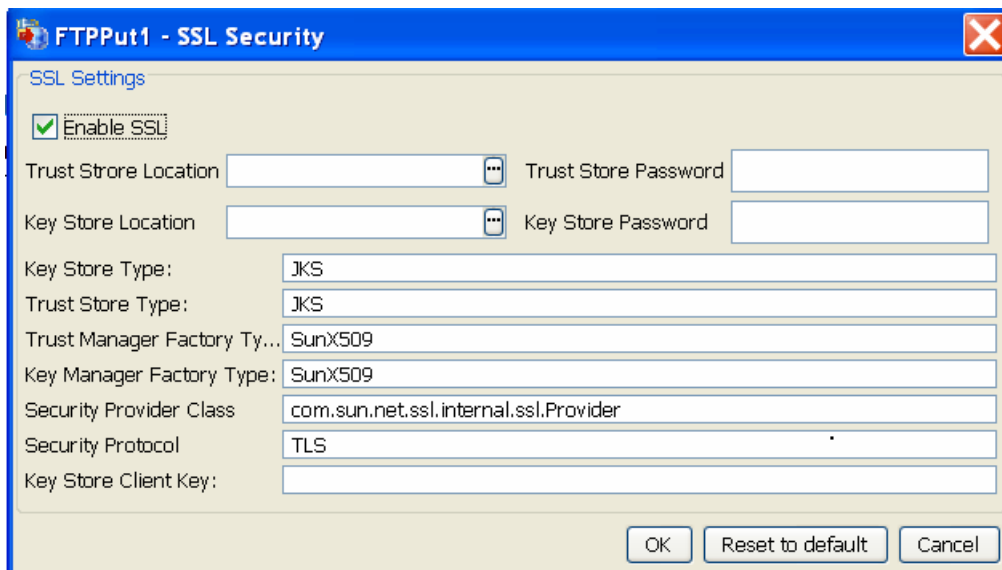 FTPPut1 - SSL Security
SSL Settings
Enable SSL
Trust Strore Location ... Trust Store Password
Key Store Location ... Key Store Password
Key Store Type: JKS
Trust Store Type: JKS
Trust Manager Factory Ty... SunX509
Key Manager Factory Type: SunX509
Security Provider Class com.sun.net.ssl.internal.ssl.Provider
Security Protocol TLS
Key Store Client Key:
OK Reset to default Cancel